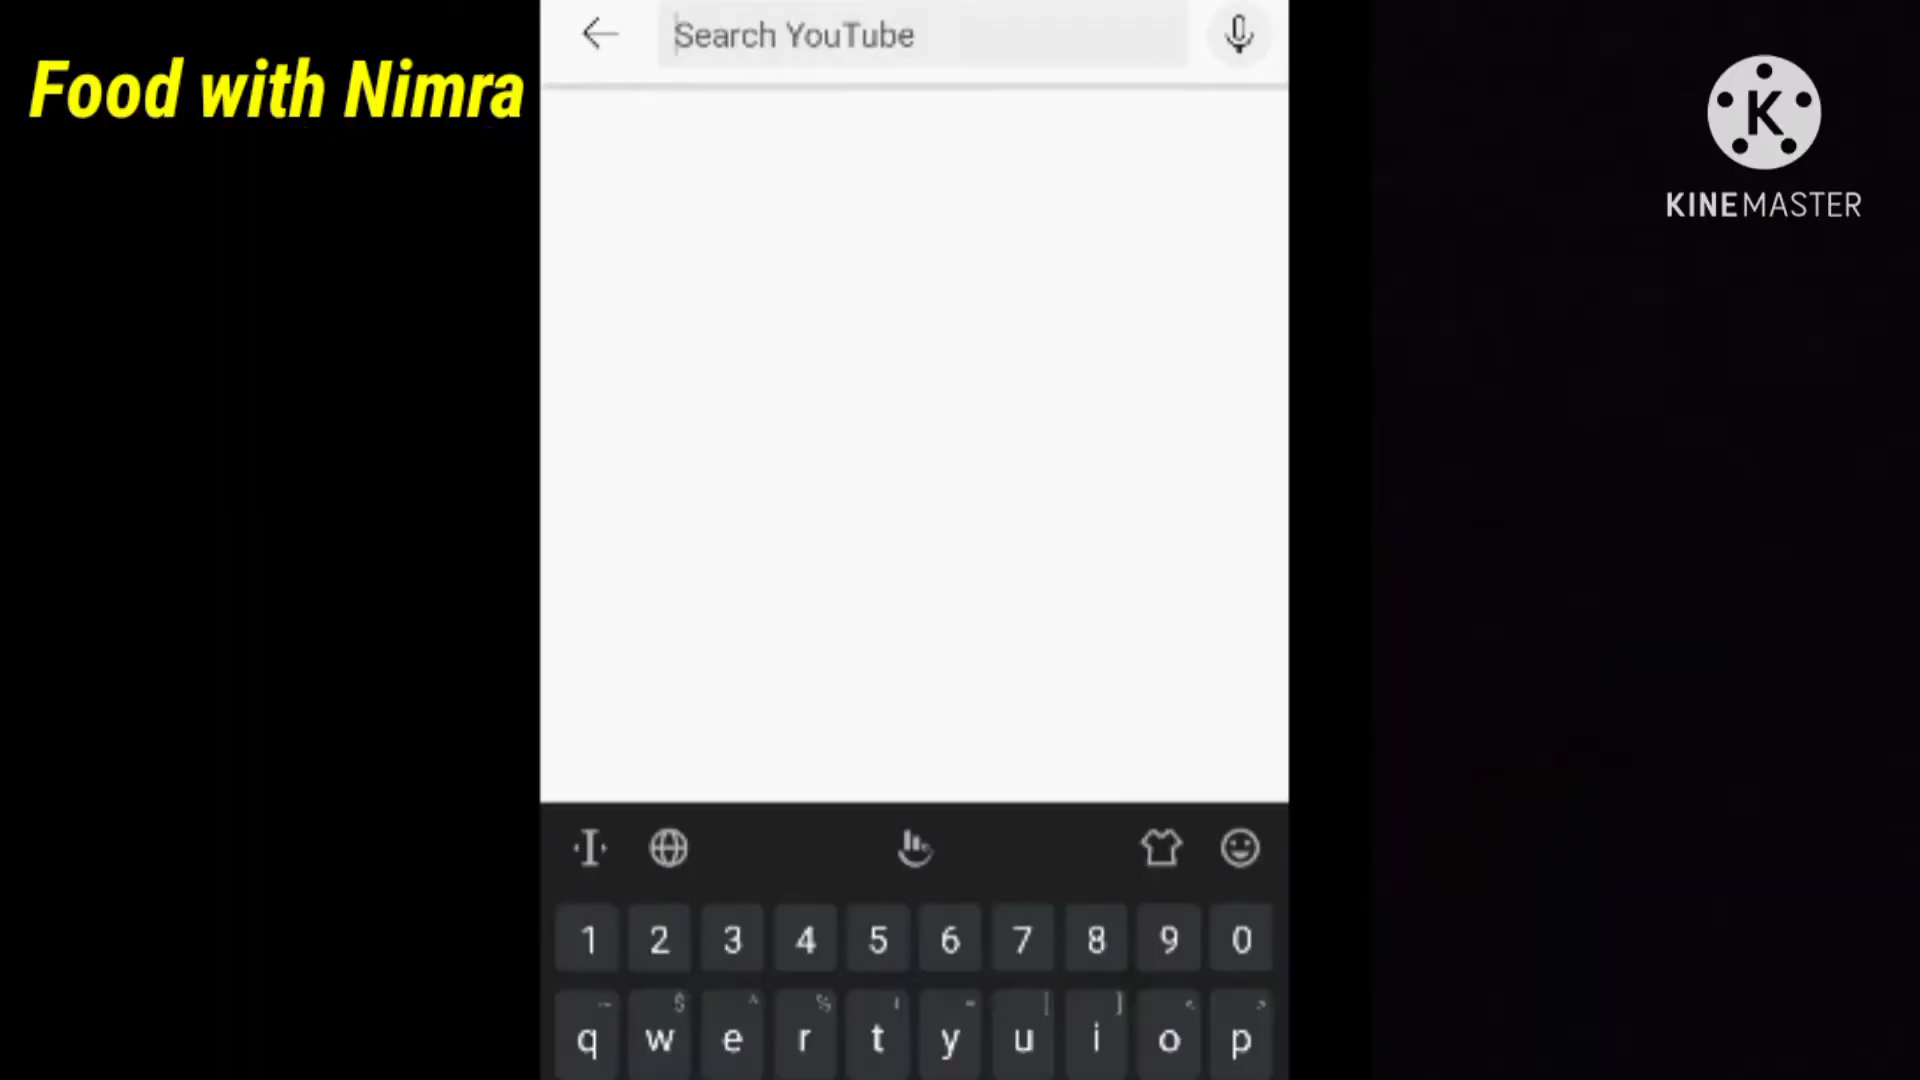 Search YouTube
Food with Nimra
K
KINEMASTER
1 2 3 4 5 6 7 8 9 0
q w e r t y u i o p